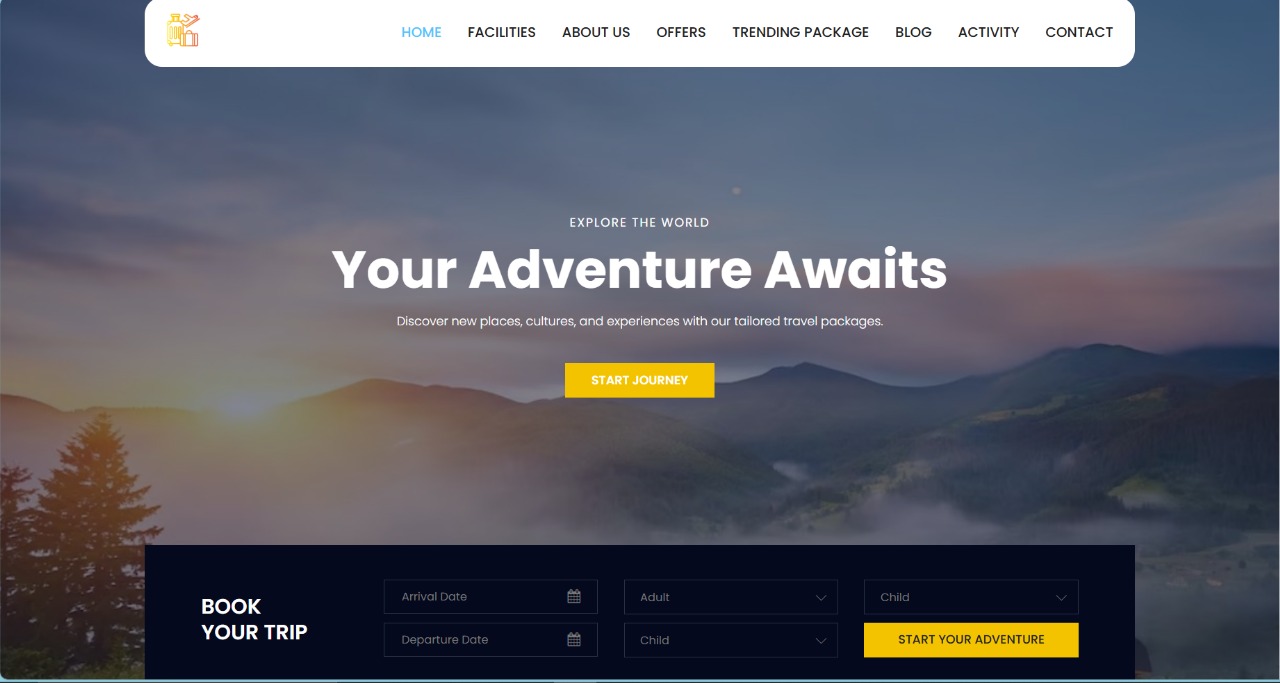 HOME FACILITIES ABOUT US OFFERS TRENDING PACKAGE BLOG ACTIVITY CONTACT
EXPLORE THE WORLD
Your Adventure Awaits
Discover new places, cultures, and experiences with our tailored travel packages.
START JOURNEY
BOOK
YOUR TRIP
Arrival Date
Adult
Child
Departure Date
Child
START YOUR ADVENTURE